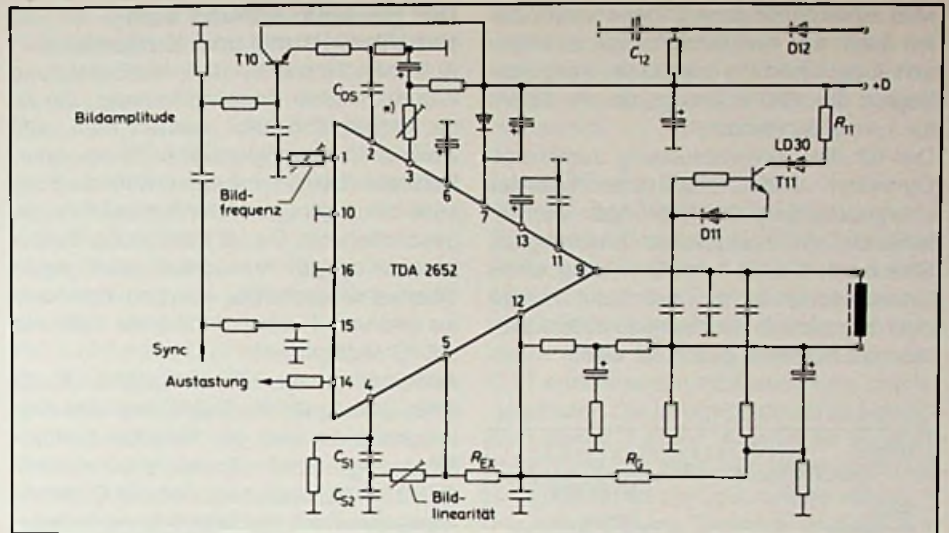 C12
D12
T10
+D
COS
R11
Bildamplitude
*)
LD30
2
3
T11
1
6
Bild-
frequenz
7
D11
10
13
11
16
TDA 2652
9
12
15
5
Sync
14
Austastung
4
CS1
REX
RG
CS2
Bild-
linearität